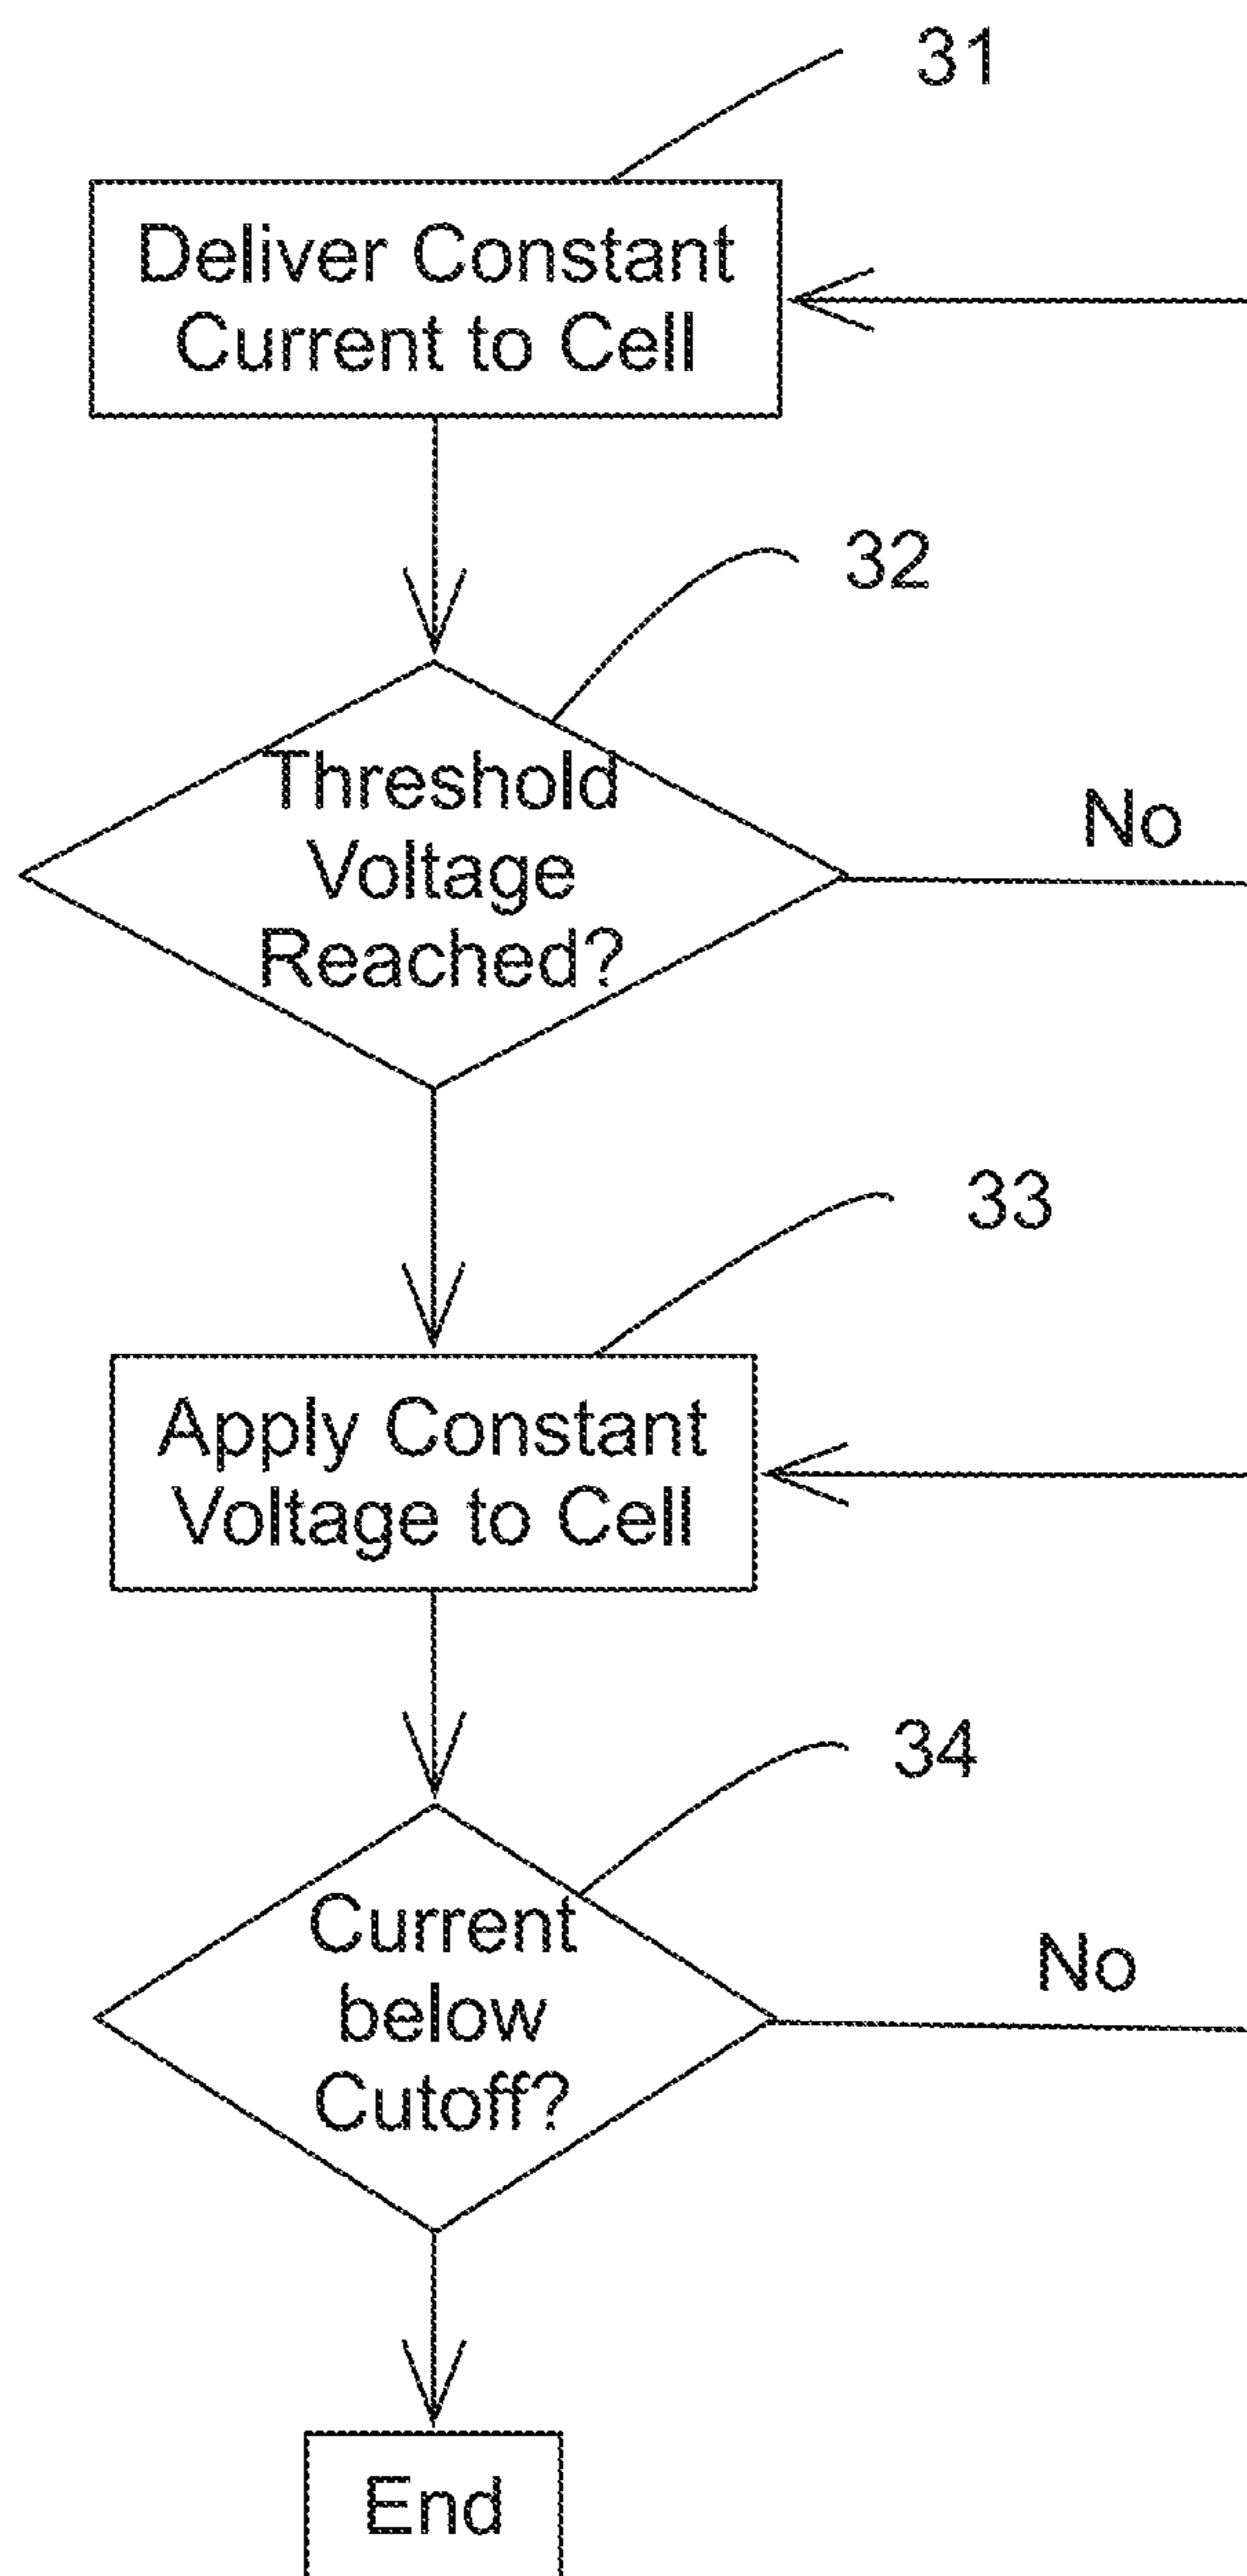 31
Deliver Constant
Current to Cell
32
Threshold
Voltage
Reached?
No
33
Apply Constant
Voltage to Cell
34
Current
below
Cutoff?
No
End